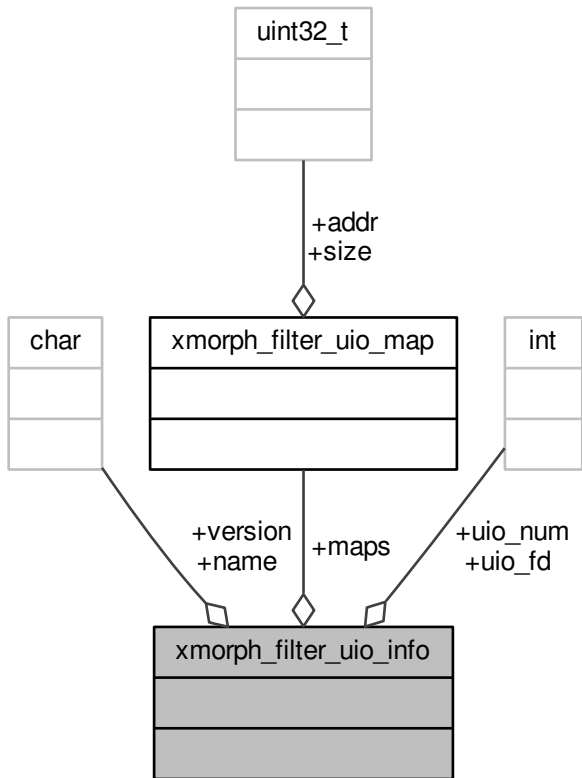 uint32_t
+addr
+size
char
xmorph_filter_uio_map
int
+version
+name
+maps
+uio_num
+uio_fd
xmorph_filter_uio_info